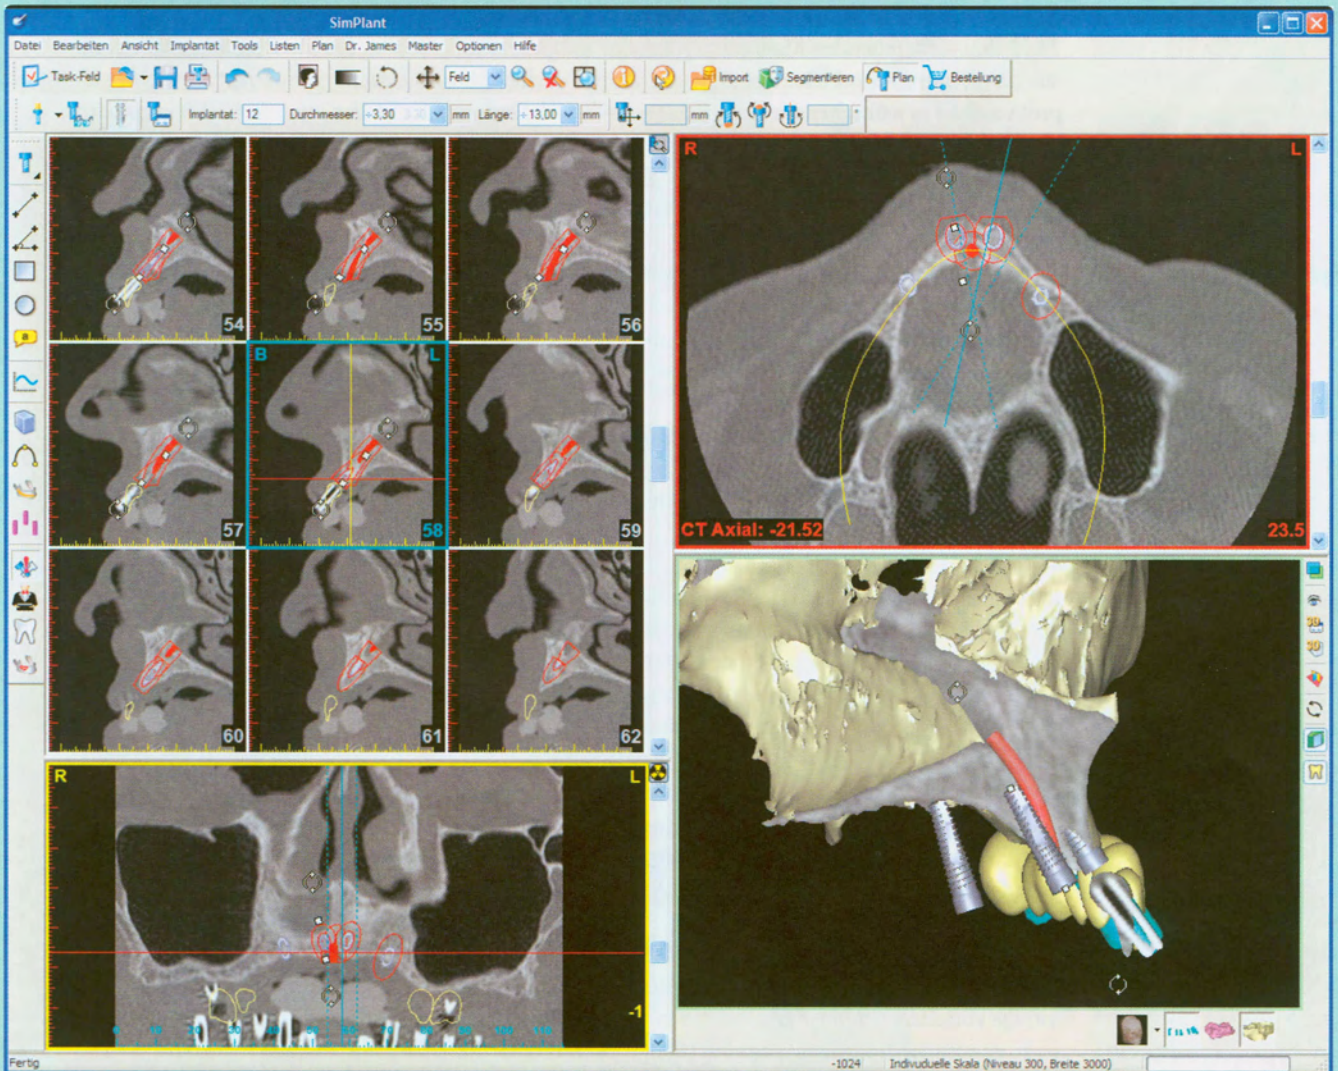 SimPlant
Datei Bearbeiten Ansicht Implantat Tools Listen Plan Dr. James Master Optionen Hilfe
Task-Feld Feld Import Segmentieren Plan Bestellung
Implantat: 12 Durchmesser: ÷3,30 mm Länge: ÷13,00 mm mm
54 55 56
B L
57 58 59
60 61 62
R L
CT Axial: -21.52 23.5
R L
-1
Fertig -1024 Indivuduelle Skala (Niveau 300, Breite 3000)